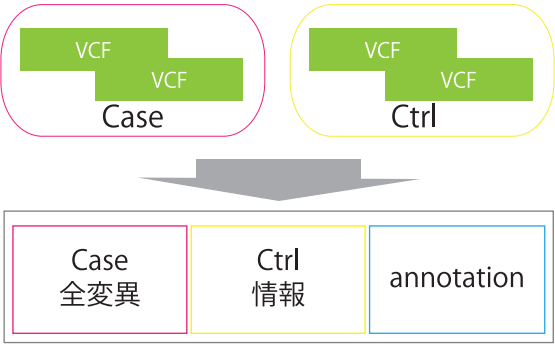 VCF
VCF
Case
VCF
VCF
Ctrl
Case
全変異
Ctrl
情報
annotation